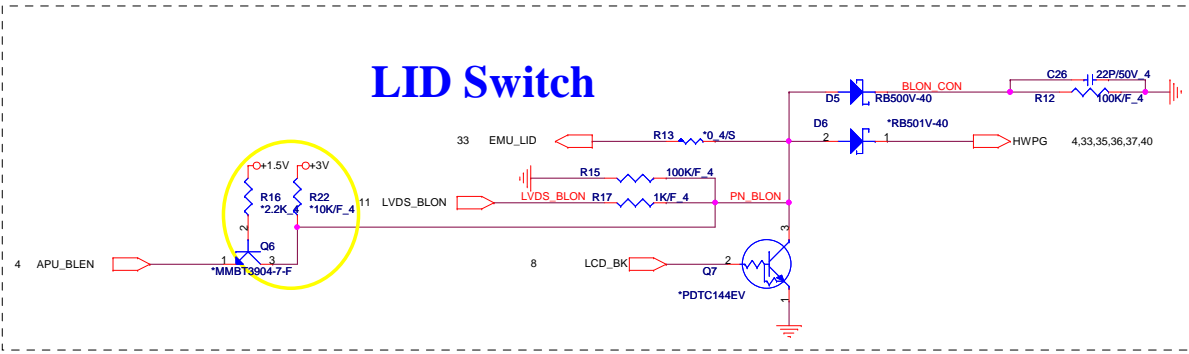 LID Switch
C26 22P/50V_4
BLON_CON
D5 RB500V-40 R12 100K/F_4
D6 *RB501V-40
33 EMU_LID R13 *0_4/S 2 1 HWPG 4,33,35,36,37,40
+1.5V +3V
R15 100K/F_4
R16 R22 11 LVDS_BLON LVDS_BLON R17 1K/F_4 PN_BLON
*2.2K_4 *10K/F_4
2 3
Q6
4 APU_BLEN 1 3 8 LCD_BK 2 Q7
*MMBT3904-7-F
*PDTC144EV 1